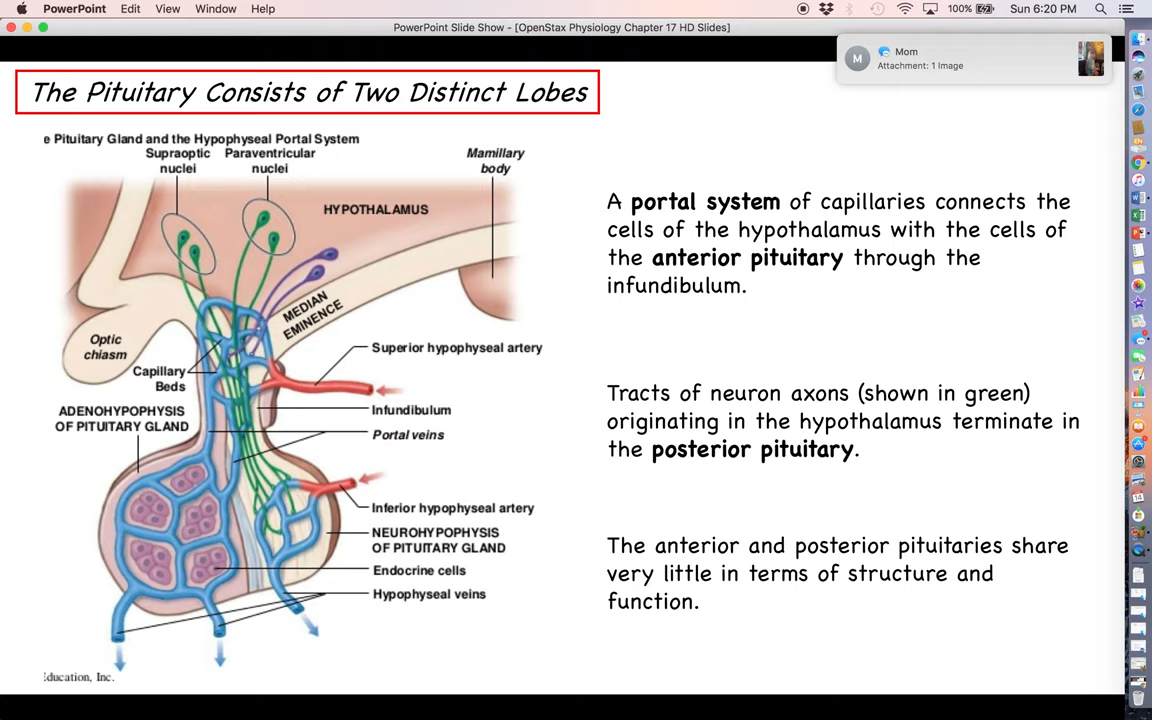 PowerPoint Edit View Window Help
100% Sun 6:20 PM
PowerPoint Slide Show - [OpenStax Physiology Chapter 17 HD Slides]
M
Mom
Attachment: 1 Image
The Pituitary Consists of Two Distinct Lobes
e Pituitary Gland and the Hypophyseal Portal System
Supraoptic
nuclei
Paraventricular
nuclei
Mamillary
body
HYPOTHALAMUS
MEDIAN
EMINENCE
Optic
chiasm
Capillary
Beds
Superior hypophyseal artery
ADENOHYPOPHYSIS
OF PITUITARY GLAND
Infundibulum
Portal veins
Inferior hypophyseal artery
NEUROHYPOPHYSIS
OF PITUITARY GLAND
Endocrine cells
Hypophyseal veins
Education, Inc.
A portal system of capillaries connects the
cells of the hypothalamus with the cells of
the anterior pituitary through the
infundibulum.
Tracts of neuron axons (shown in green)
originating in the hypothalamus terminate in
the posterior pituitary.
The anterior and posterior pituitaries share
very little in terms of structure and
function.